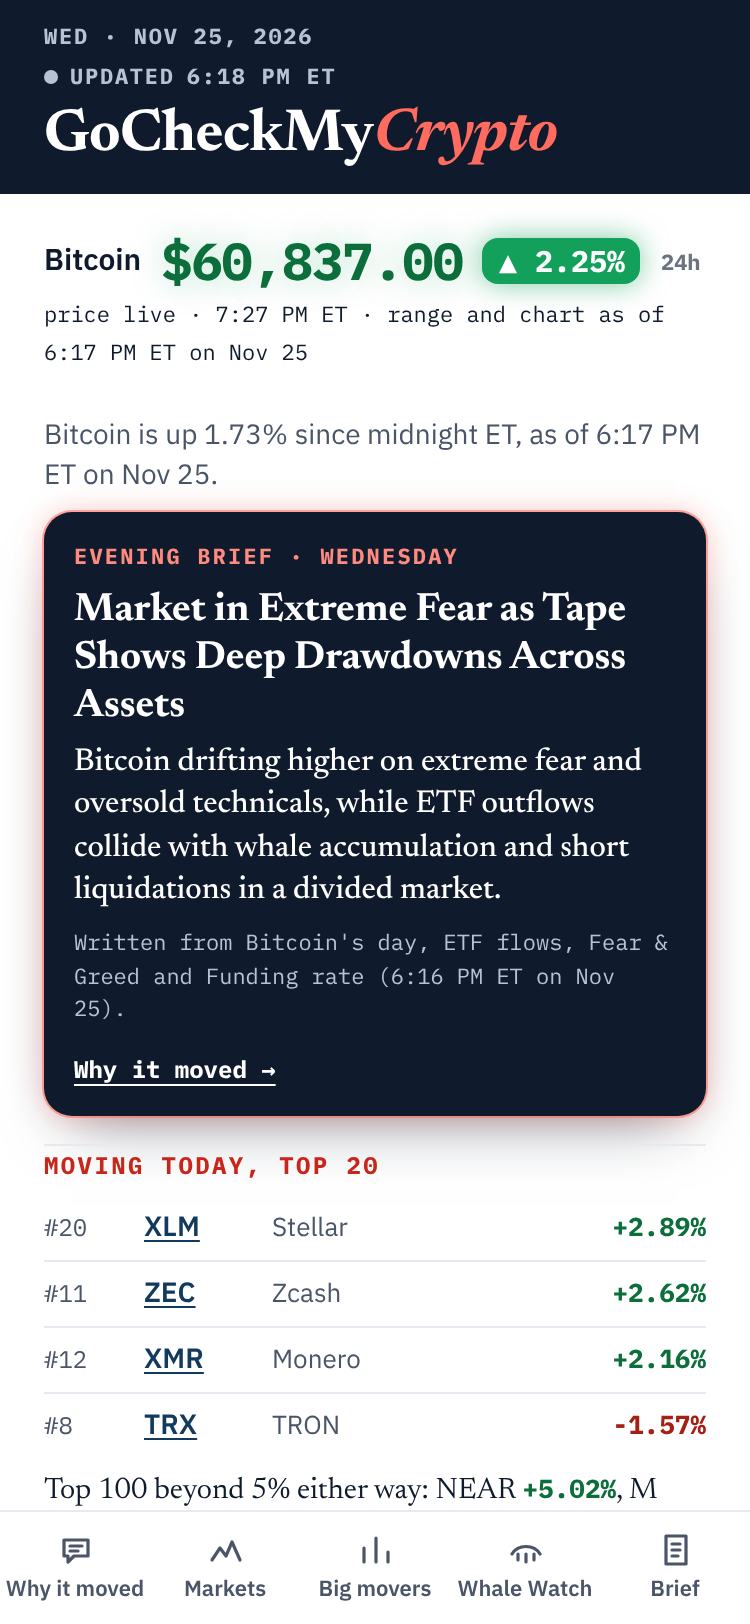 WED · NOV 25, 2026
UPDATED 6:18 PM ET
GoCheckMyCrypto
Bitcoin $60,837.00 ▲ 2.25% 24h
price live · 7:27 PM ET · range and chart as of
6:17 PM ET on Nov 25
Bitcoin is up 1.73% since midnight ET, as of 6:17 PM
ET on Nov 25.
EVENING BRIEF · WEDNESDAY
Market in Extreme Fear as Tape
Shows Deep Drawdowns Across
Assets
Bitcoin drifting higher on extreme fear and
oversold technicals, while ETF outflows
collide with whale accumulation and short
liquidations in a divided market.
Written from Bitcoin's day, ETF flows, Fear &
Greed and Funding rate (6:16 PM ET on Nov
25).
Why it moved →
MOVING TODAY, TOP 20
#20 XLM Stellar +2.89%
#11 ZEC Zcash +2.62%
#12 XMR Monero +2.16%
#8 TRX TRON -1.57%
Top 100 beyond 5% either way: NEAR +5.02%, M
Why it moved Markets Big movers Whale Watch Brief